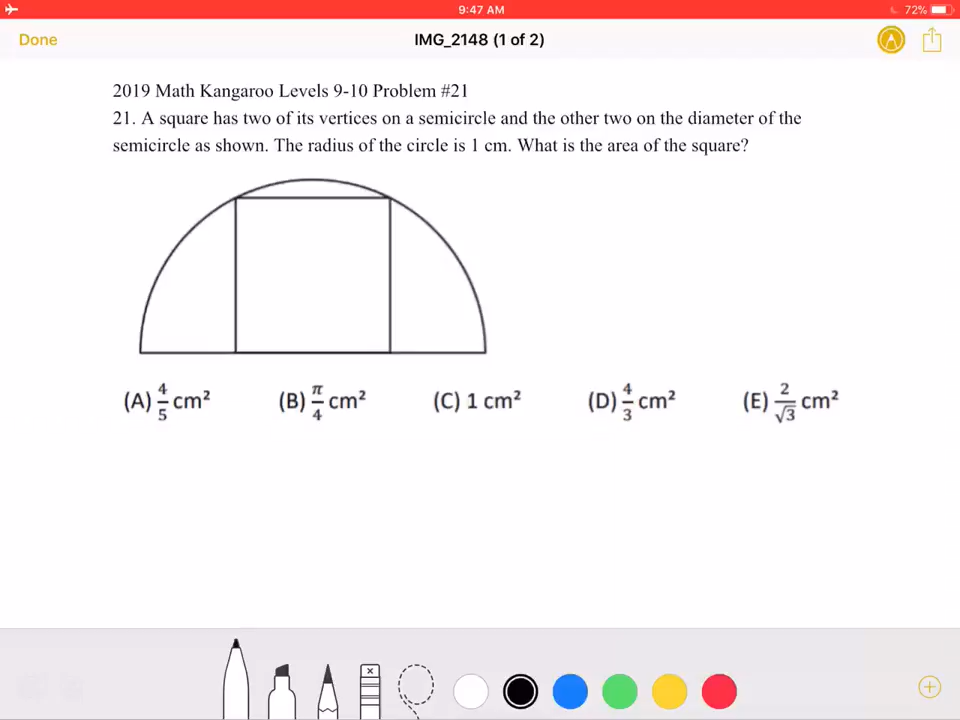 9:47 AM
72%
Done
IMG_2148 (1 of 2)
2019 Math Kangaroo Levels 9-10 Problem #21
21. A square has two of its vertices on a semicircle and the other two on the diameter of the
semicircle as shown. The radius of the circle is 1 cm. What is the area of the square?
(A) 4/5 cm² (B) π/4 cm² (C) 1 cm² (D) 4/3 cm² (E) 2/√3 cm²